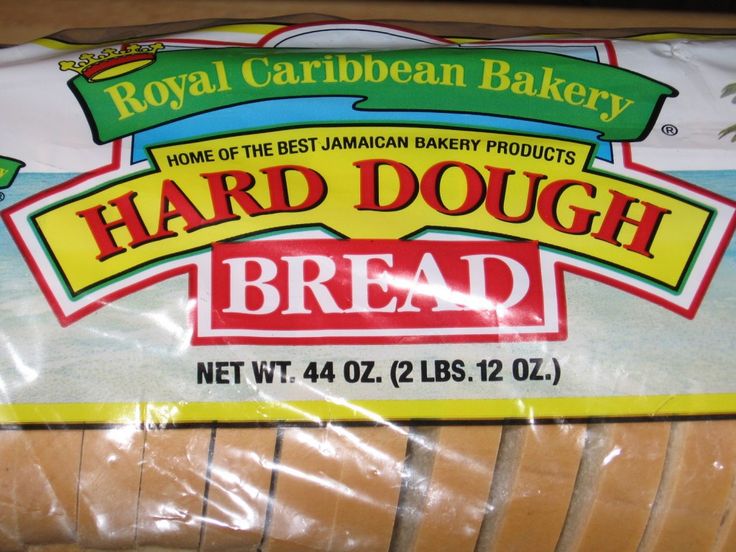 Royal Caribbean Bakery
®
HOME OF THE BEST JAMAICAN BAKERY PRODUCTS
HARD DOUGH
BREAD
NET WT. 44 OZ. (2 LBS. 12 OZ.)